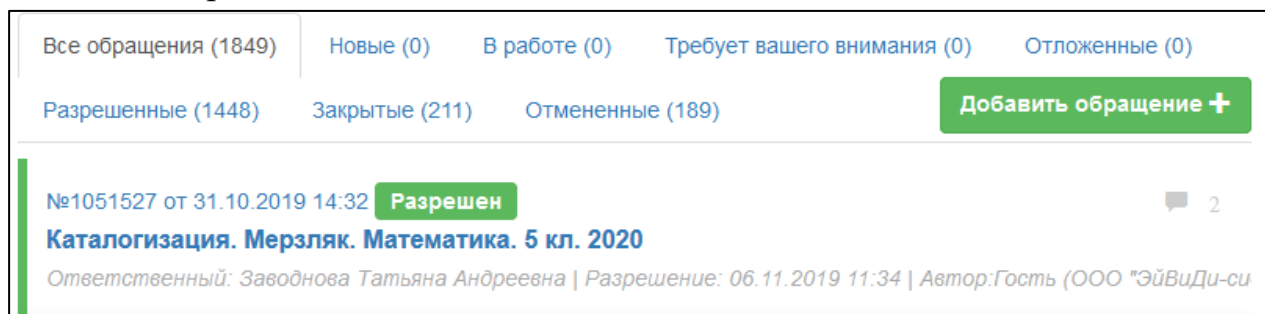 Все обращения (1849) Новые (0) В работе (0) Требует вашего внимания (0) Отложенные (0)
Разрешенные (1448) Закрытые (211) Отмененные (189) Добавить обращение +
№1051527 от 31.10.2019 14:32 Разрешен 2
Каталогизация. Мерзляк. Математика. 5 кл. 2020
Ответственный: Заводнова Татьяна Андреевна | Разрешение: 06.11.2019 11:34 | Автор:Гость (ООО "ЭйВиДи-си